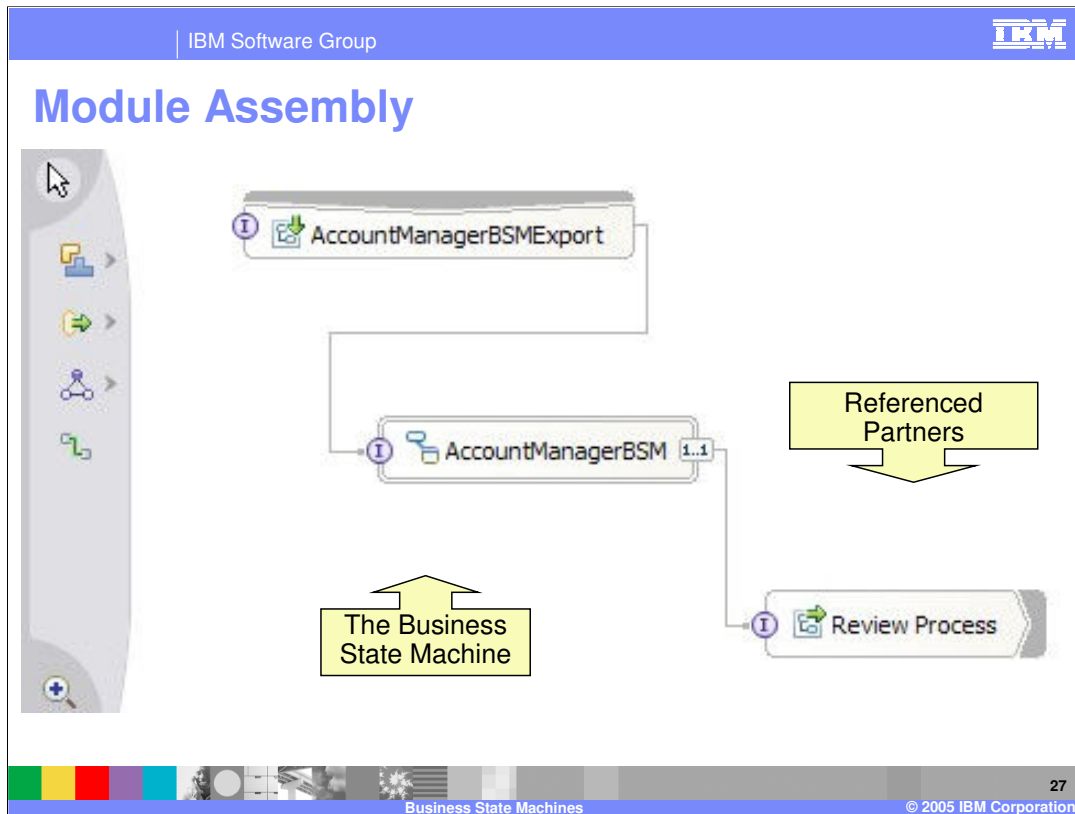 IBM Software Group
IBM
Module Assembly
I AccountManagerBSMExport
I AccountManagerBSM 1..1
Referenced
Partners
The Business
State Machine
I Review Process
27
Business State Machines
© 2005 IBM Corporation